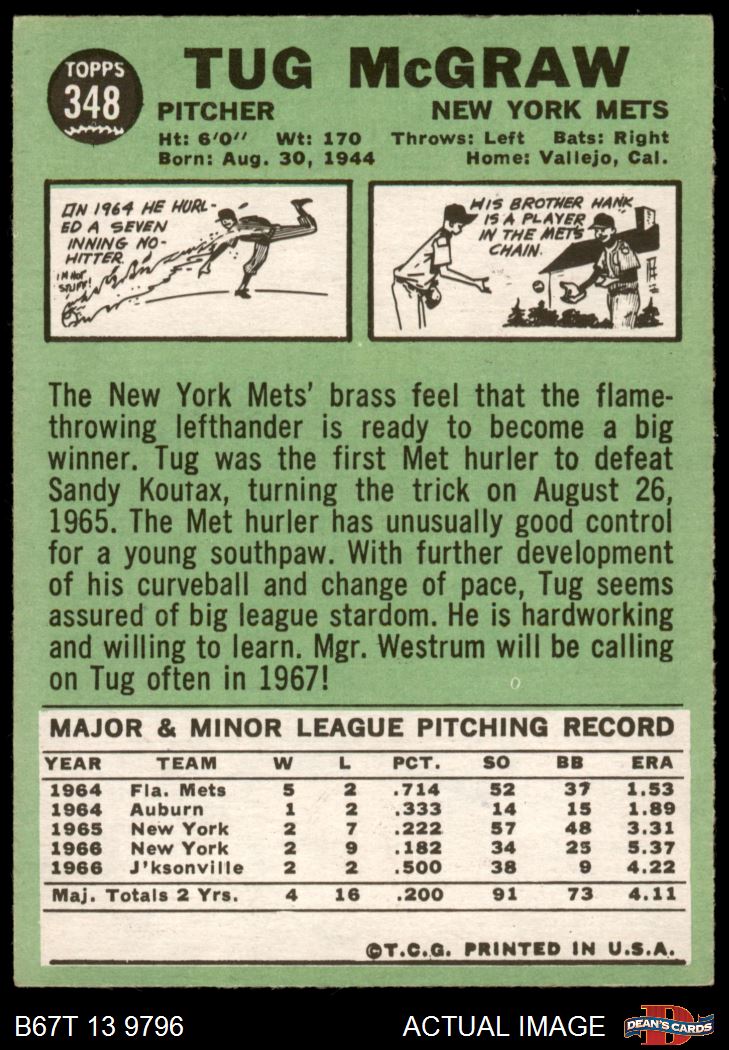 TOPPS
348
TUG McGRAW
PITCHER NEW YORK METS
Ht: 6'0" Wt: 170 Throws: Left Bats: Right
Born: Aug. 30, 1944 Home: Vallejo, Cal.
IN 1964 HE HURL-
ED A SEVEN
INNING NO-
HITTER.
I'M HOT
STUFF!
HIS BROTHER HANK
IS A PLAYER
IN THE METS
CHAIN.
The New York Mets' brass feel that the flame-
throwing lefthander is ready to become a big
winner. Tug was the first Met hurler to defeat
Sandy Koufax, turning the trick on August 26,
1965. The Met hurler has unusually good control
for a young southpaw. With further development
of his curveball and change of pace, Tug seems
assured of big league stardom. He is hardworking
and willing to learn. Mgr. Westrum will be calling
on Tug often in 1967!
MAJOR & MINOR LEAGUE PITCHING RECORD
YEAR TEAM W L PCT. SO BB ERA
1964 Fla. Mets 5 2 .714 52 37 1.53
1964 Auburn 1 2 .333 14 15 1.89
1965 New York 2 7 .222 57 48 3.31
1966 New York 2 9 .182 34 25 5.37
1966 J'ksonville 2 2 .500 38 9 4.22
Maj. Totals 2 Yrs. 4 16 .200 91 73 4.11
©T.C.G. PRINTED IN U.S.A.
B67T 13 9796 ACTUAL IMAGE DEAN'S CARDS